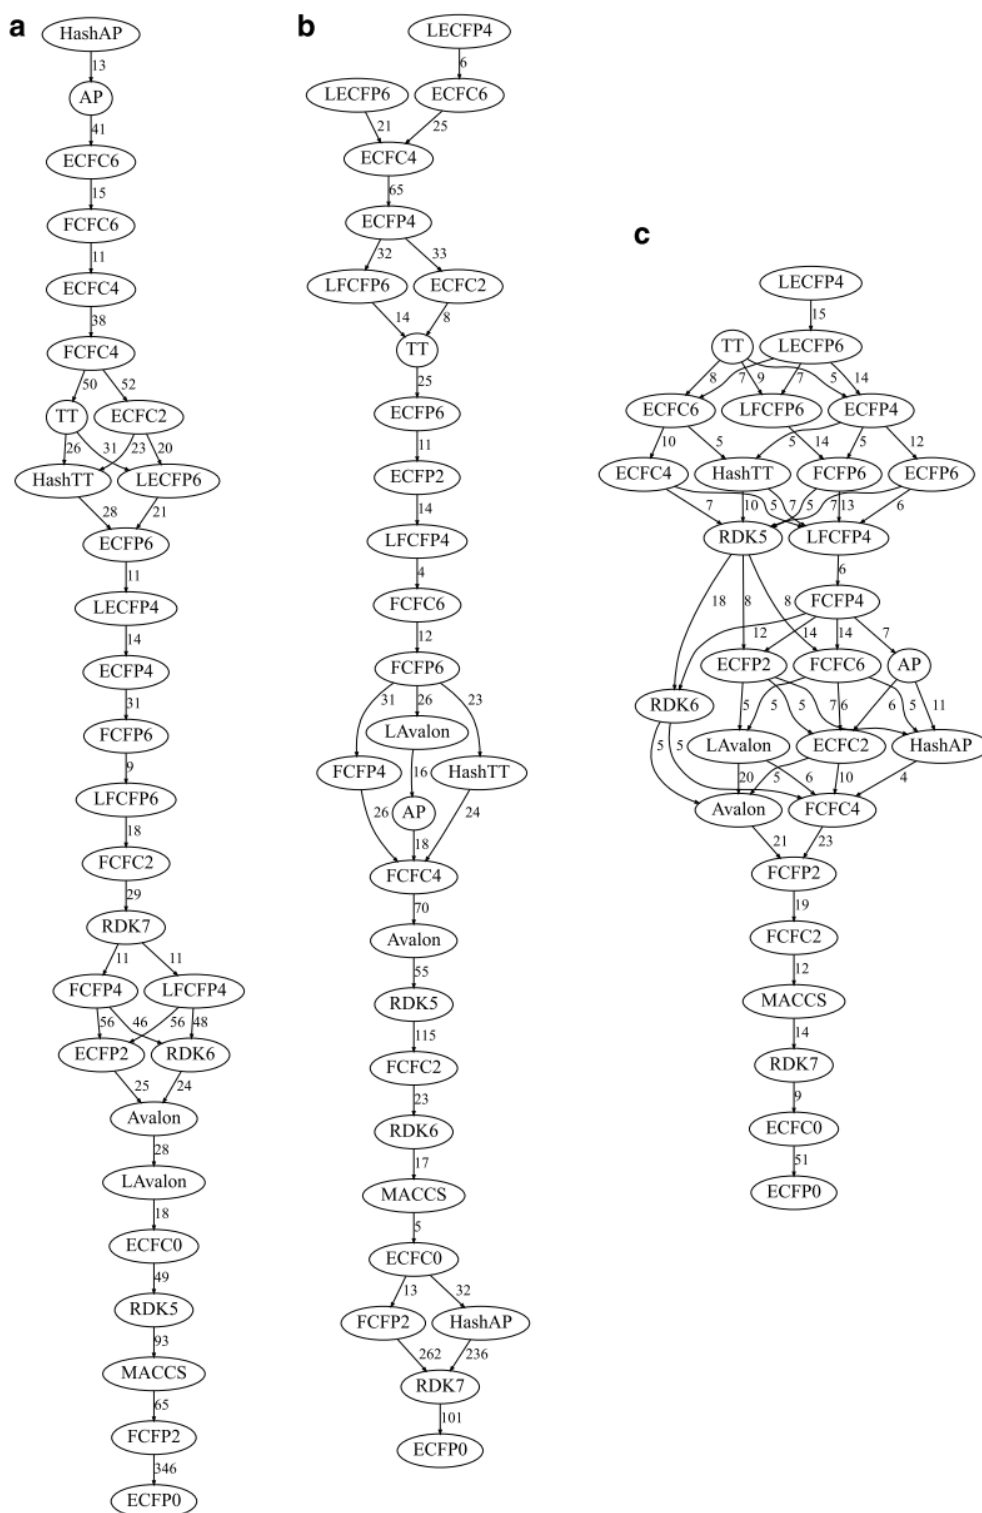 a
HashAP
13
AP
41
ECFC6
15
FCFC6
11
ECFC4
38
FCFC4
50 52
TT ECFC2
26 31 23 20
HashTT LECFP6
28 21
ECFP6
11
LECFP4
14
ECFP4
31
FCFP6
9
LFCFP6
18
FCFC2
29
RDK7
11 11
FCFP4 LFCFP4
56 46 56 48
ECFP2 RDK6
25 24
Avalon
28
LAvalon
18
ECFC0
49
RDK5
93
MACCS
65
FCFP2
346
ECFP0
b
LECFP4
6
LECFP6 ECFC6
21 25
ECFC4
65
ECFP4
32 33
LFCFP6 ECFC2
14 8
TT
25
ECFP6
11
ECFP2
14
LFCFP4
4
FCFC6
12
FCFP6
31 26 23
LAvalon
FCFP4 HashTT
16
AP
26 24
18
FCFC4
70
Avalon
55
RDK5
115
FCFC2
23
RDK6
17
MACCS
5
ECFC0
13 32
FCFP2 HashAP
262 236
RDK7
101
ECFP0
c
LECFP4
15
TT LECFP6
8 7 9 7 5 14
ECFC6 LFCFP6 ECFP4
10 5 5 14 5 12
ECFC4 HashTT FCFP6 ECFP6
7 10 5 7 5 13 7 6
RDK5 LFCFP4
6
FCFP4
18 8 8
12 14 14 7
ECFP2 FCFC6 AP
RDK6
5 5 5 7 6 6 5 11
LAvalon ECFC2 HashAP
5 5 20 5 6 10 4
Avalon FCFC4
21 23
FCFP2
19
FCFC2
12
MACCS
14
RDK7
9
ECFC0
51
ECFP0